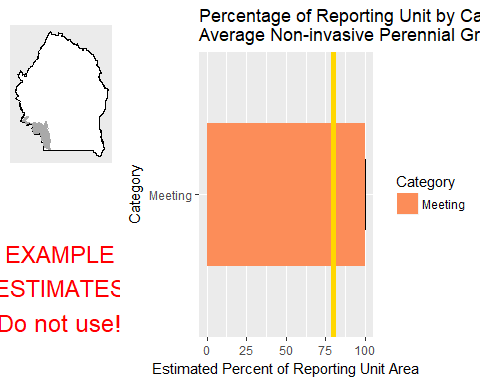 Percentage of Reporting Unit by Ca
Average Non-invasive Perennial Gr
Category
Meeting
Category
Meeting
EXAMPLE
ESTIMATES
Do not use!
0 25 50 75 100
Estimated Percent of Reporting Unit Area